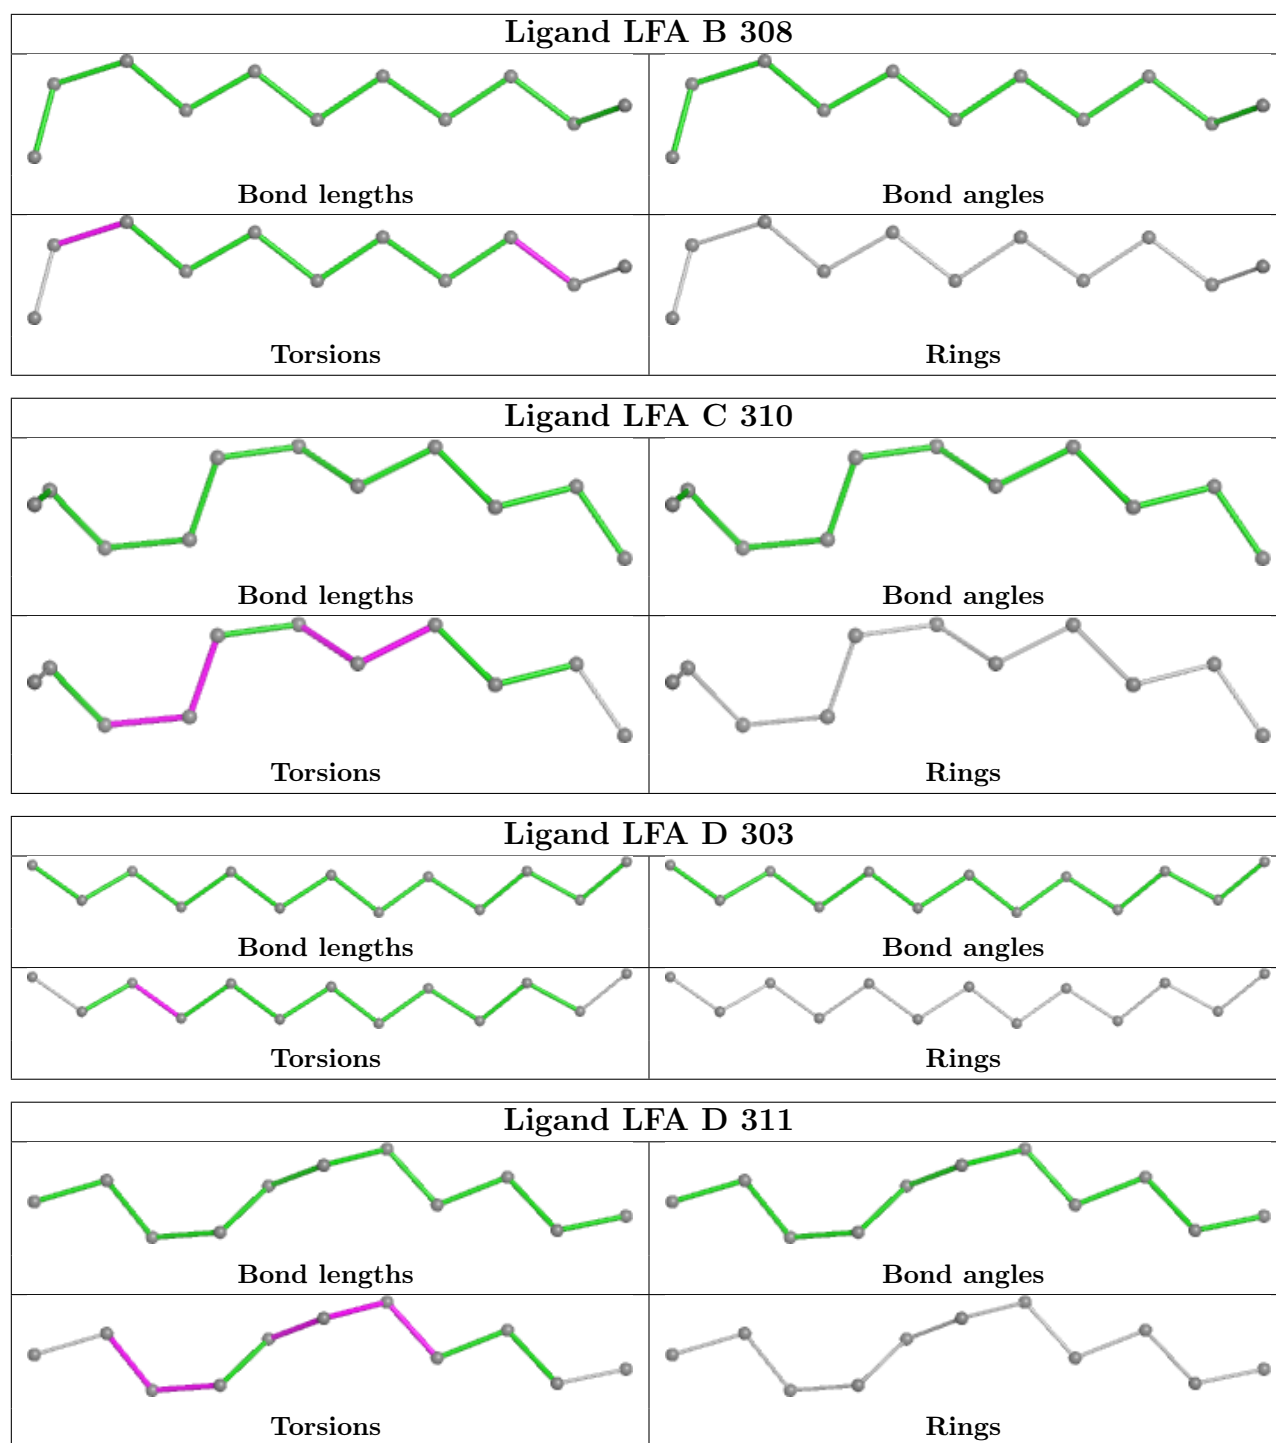 Ligand LFA B 308
Bond lengths
Bond angles
Torsions
Rings
Ligand LFA C 310
Bond lengths
Bond angles
Torsions
Rings
Ligand LFA D 303
Bond lengths
Bond angles
Torsions
Rings
Ligand LFA D 311
Bond lengths
Bond angles
Torsions
Rings